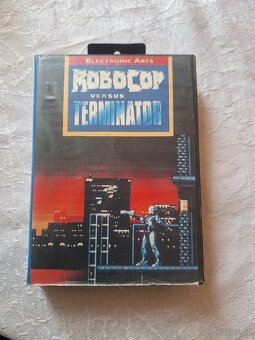 ELECTRONIC ARTS
ROBOCOP
VERSUS
TERMINATOR